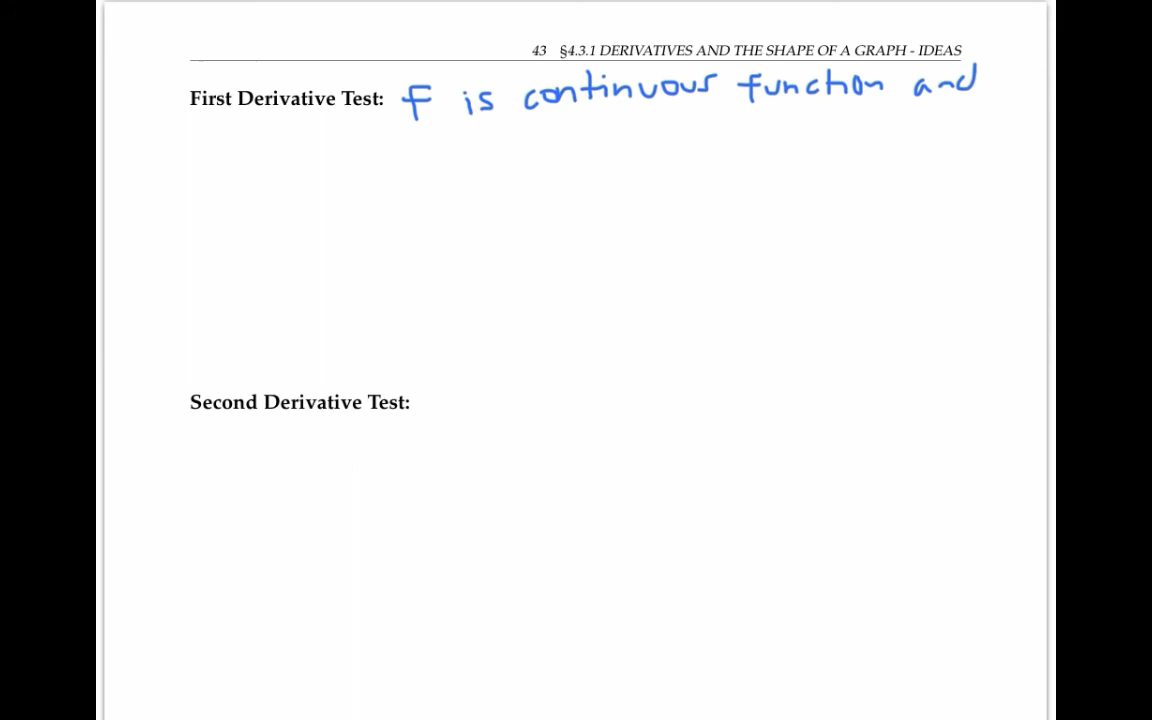 43 §4.3.1 DERIVATIVES AND THE SHAPE OF A GRAPH - IDEAS
First Derivative Test: f is continuous function and
Second Derivative Test: